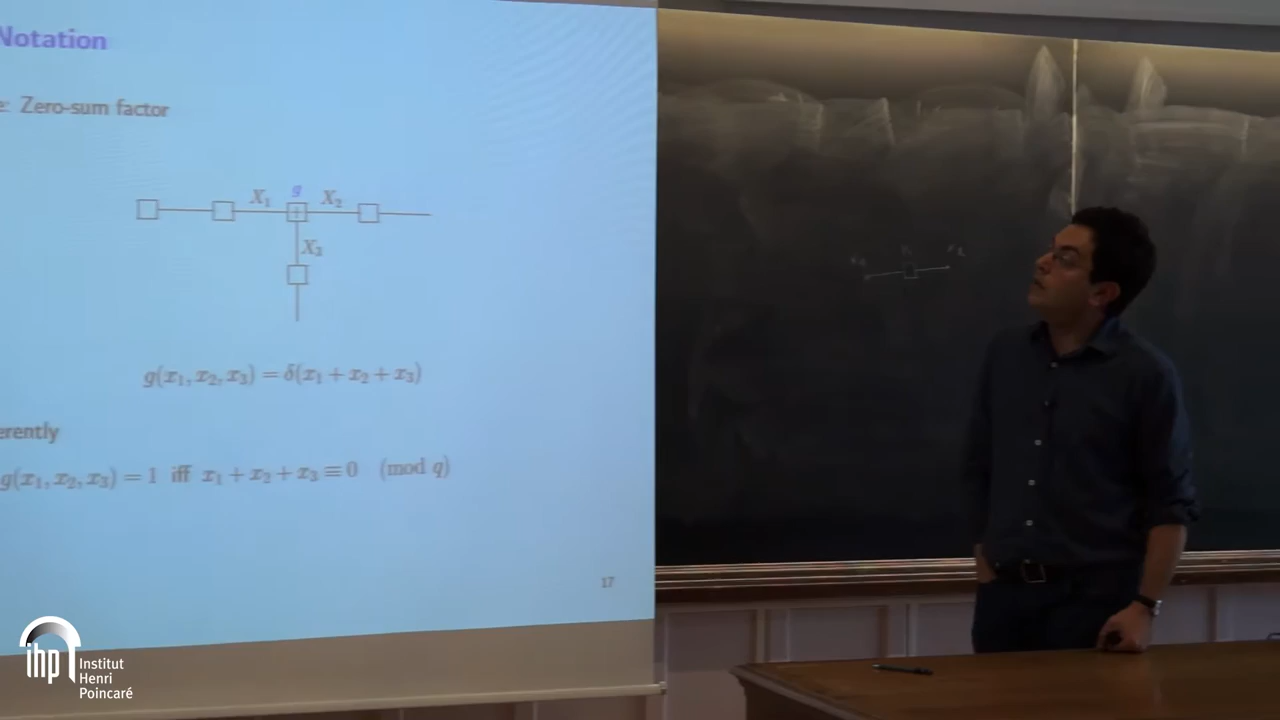 Notation
e: Zero-sum factor
X₁ g X₂
X₃
g(x₁, x₂, x₃) = δ(x₁ + x₂ + x₃)
erently
g(x₁, x₂, x₃) = 1 iff x₁ + x₂ + x₃ ≡ 0 (mod q)
17
ihp Institut
Henri
Poincaré